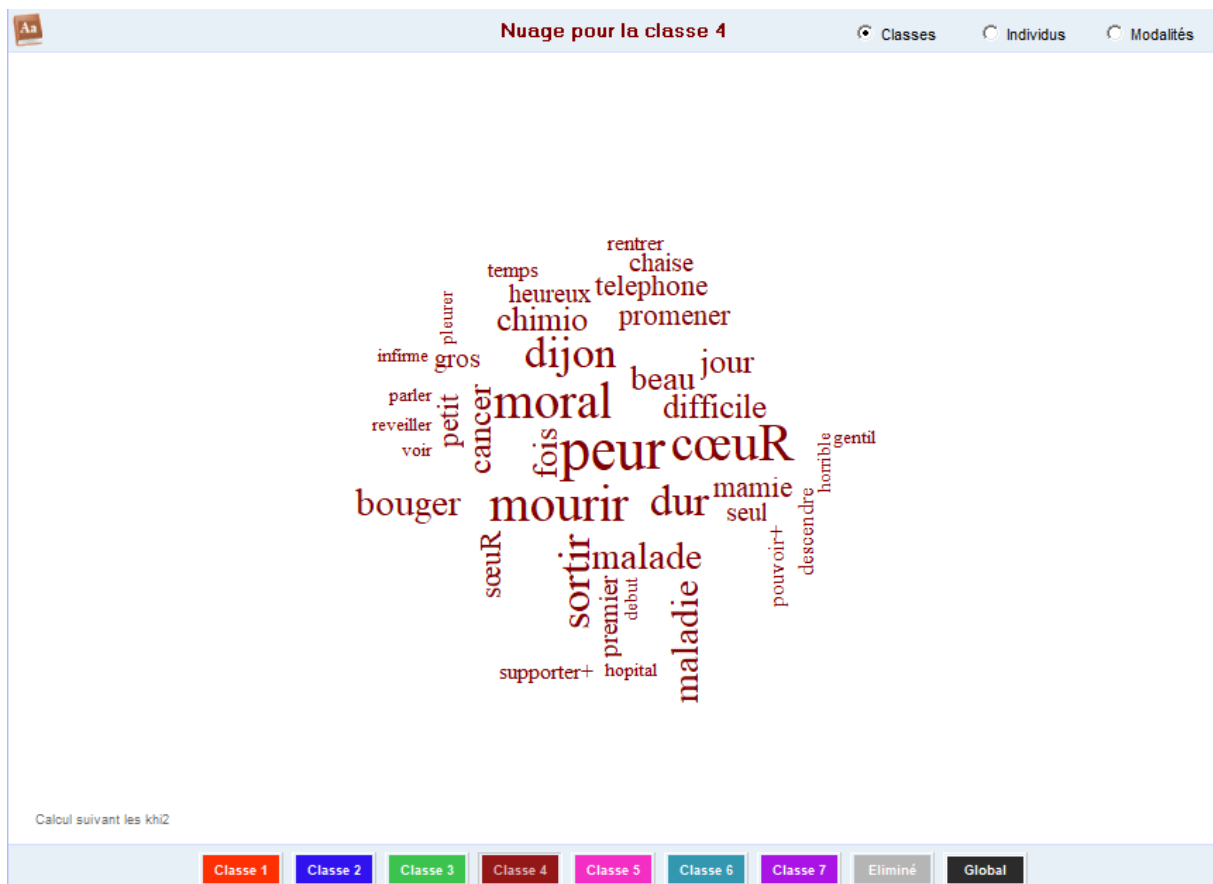 Aa
Nuage pour la classe 4
Classes
Individus
Modalités
rentrer
chaise
temps
telephone
heureux
pleurer
chimio
promener
dijon
infirme
gros
jour
beau
parler
petit
cancer
moral
difficile
reveiller
voir
fois
peur
cœuR
horrible
gentil
bouger
mourir
dur
mamie
seul
descendre
sœuR
sortir
malade
pouvoir+
premier
debut
maladie
supporter+
hopital
Calcul suivant les khi2
Classe 1
Classe 2
Classe 3
Classe 4
Classe 5
Classe 6
Classe 7
Eliminé
Global